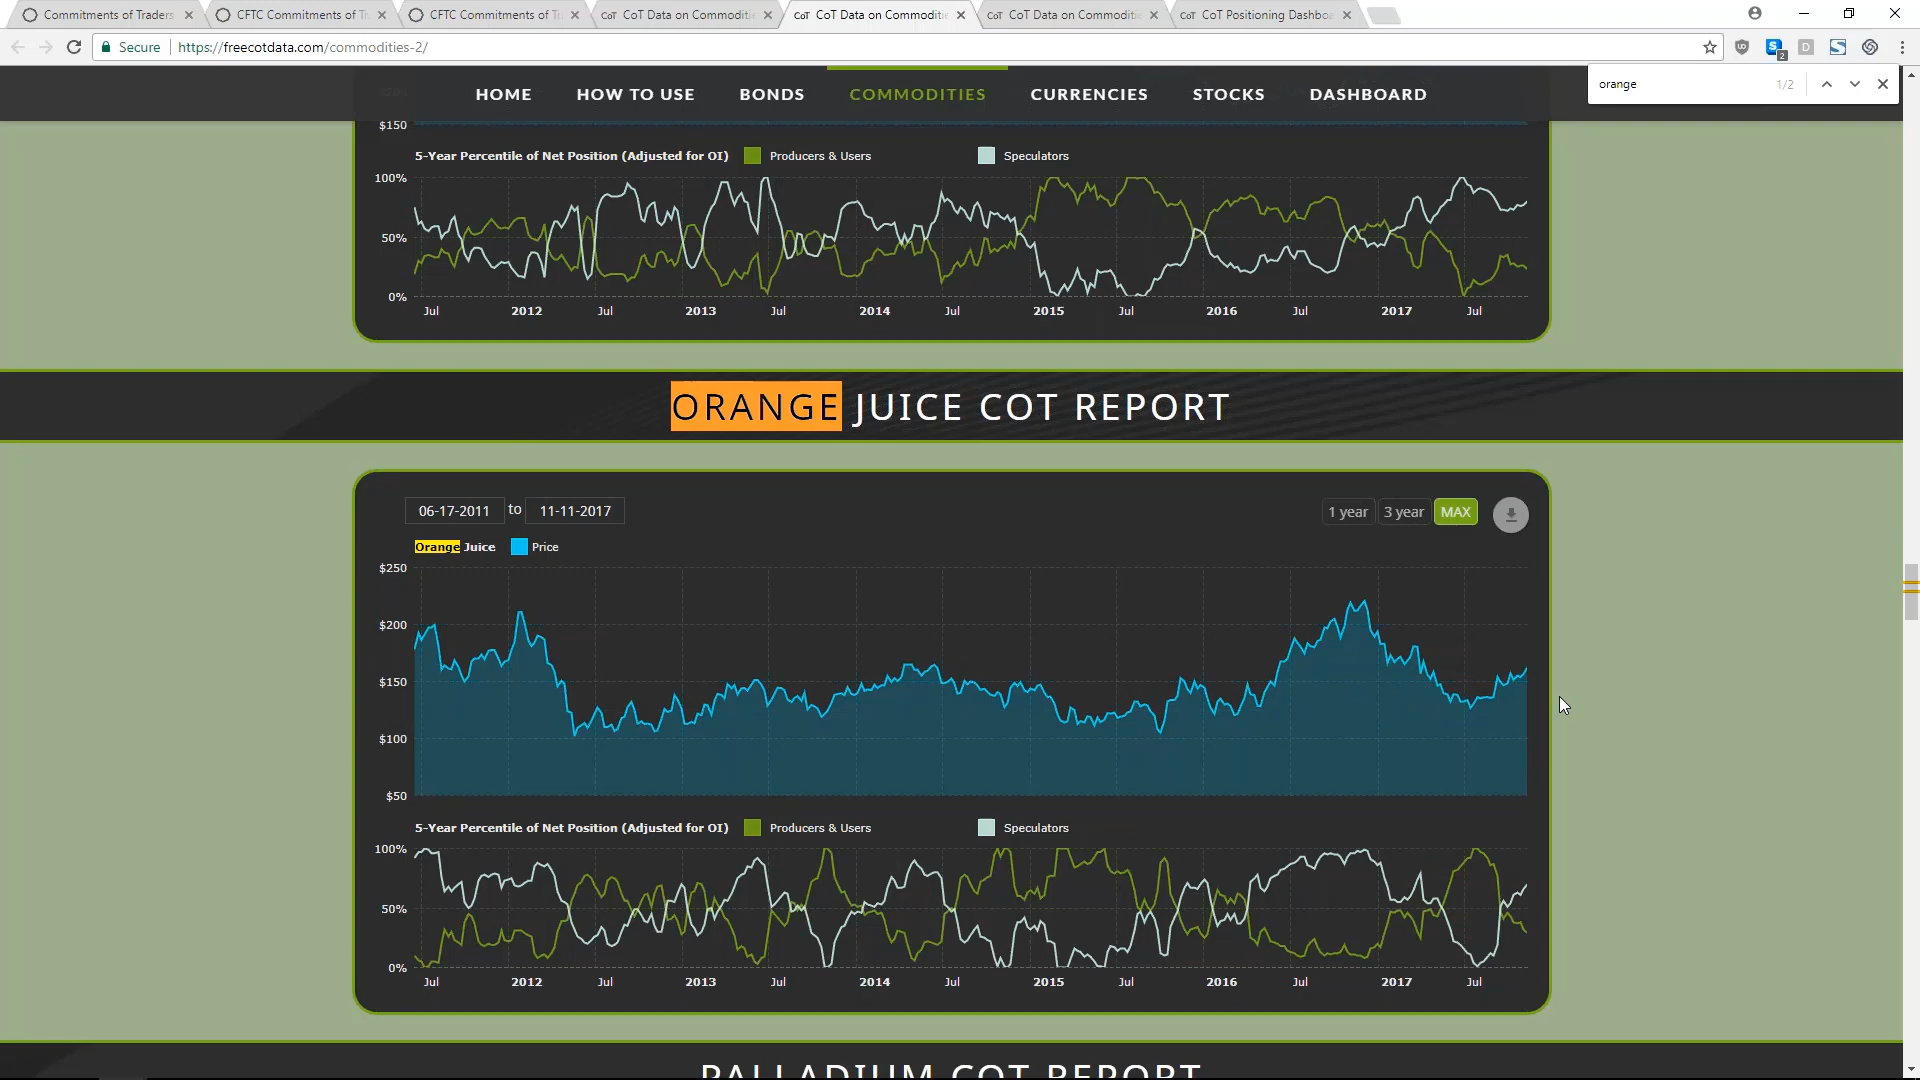 Commitments of Traders
CFTC Commitments of Tr
CFTC Commitments of Tr
CoT Data on Commoditie
CoT Data on Commoditie
CoT Data on Commoditie
CoT Positioning Dashboa
Secure https://freecotdata.com/commodities-2/
orange 1/2
HOME HOW TO USE BONDS COMMODITIES CURRENCIES STOCKS DASHBOARD
$150
5-Year Percentile of Net Position (Adjusted for OI) Producers & Users Speculators
100%
50%
0%
Jul 2012 Jul 2013 Jul 2014 Jul 2015 Jul 2016 Jul 2017 Jul
ORANGE JUICE COT REPORT
06-17-2011 to 11-11-2017 1 year 3 year MAX
Orange Juice Price
$250
$200
$150
$100
$50
5-Year Percentile of Net Position (Adjusted for OI) Producers & Users Speculators
100%
50%
0%
Jul 2012 Jul 2013 Jul 2014 Jul 2015 Jul 2016 Jul 2017 Jul
PALLADIUM COT REPORT